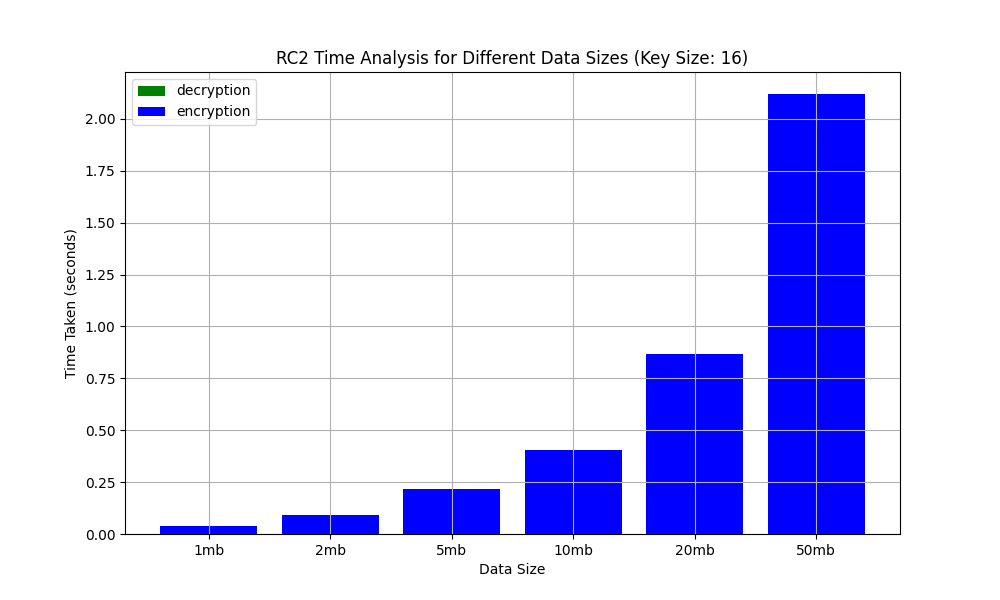 RC2 Time Analysis for Different Data Sizes (Key Size: 16)
decryption
encryption
2.00
1.75
1.50
1.25
1.00
0.75
0.50
0.25
0.00
Time Taken (seconds)
1mb 2mb 5mb 10mb 20mb 50mb
Data Size